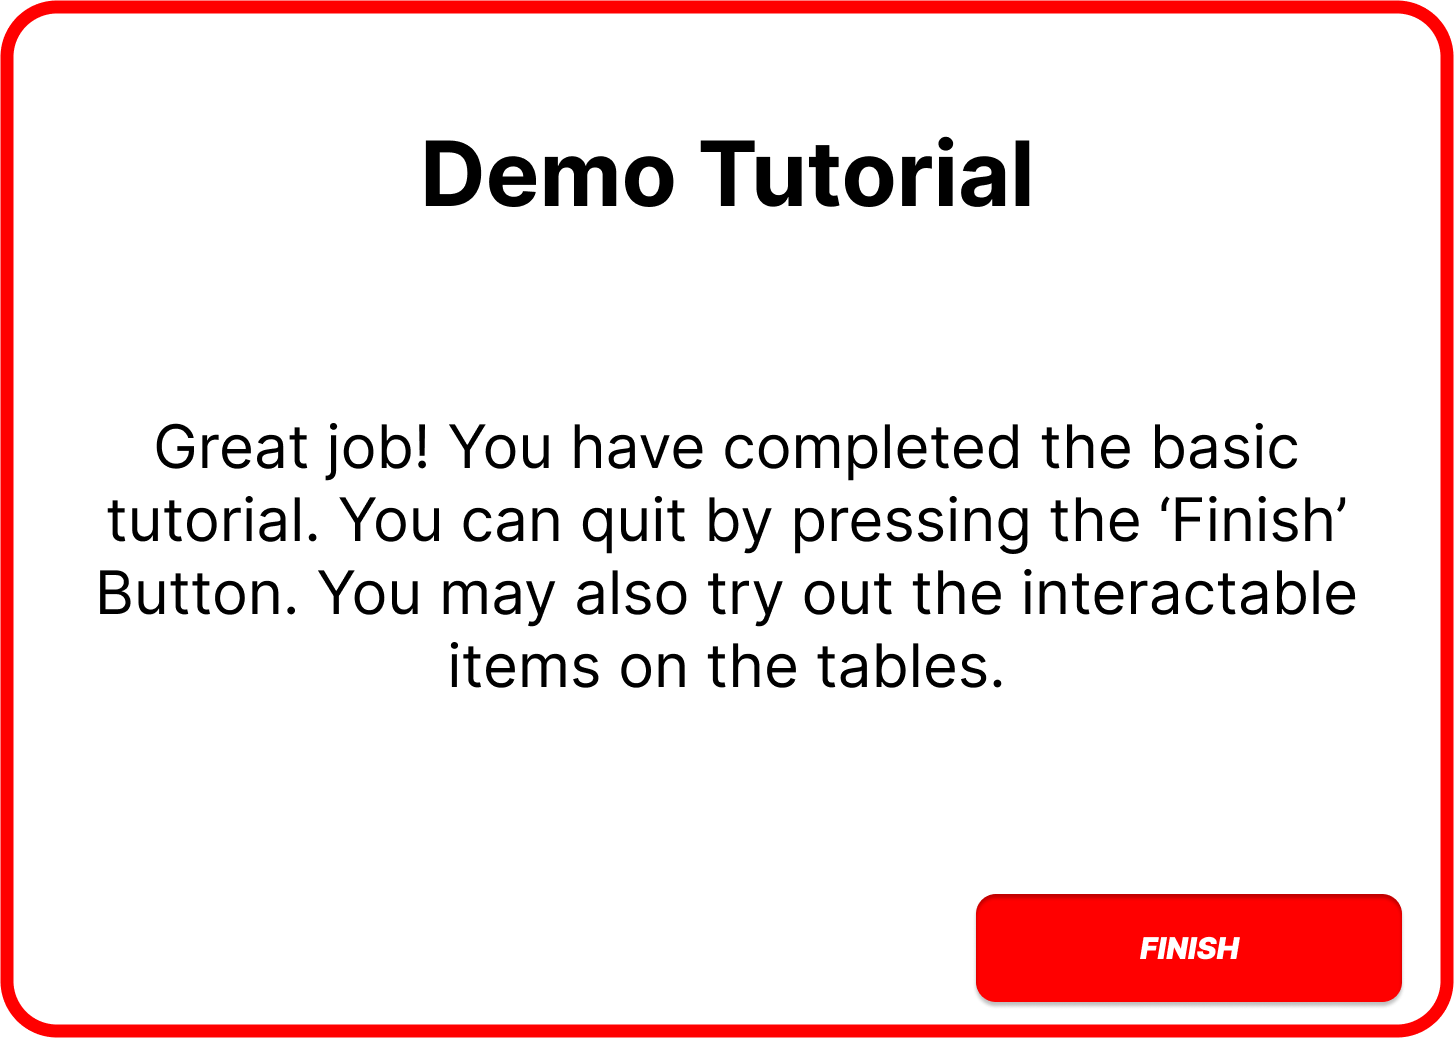 Demo Tutorial
Great job! You have completed the basic
tutorial. You can quit by pressing the ‘Finish’
Button. You may also try out the interactable
items on the tables.
FINISH